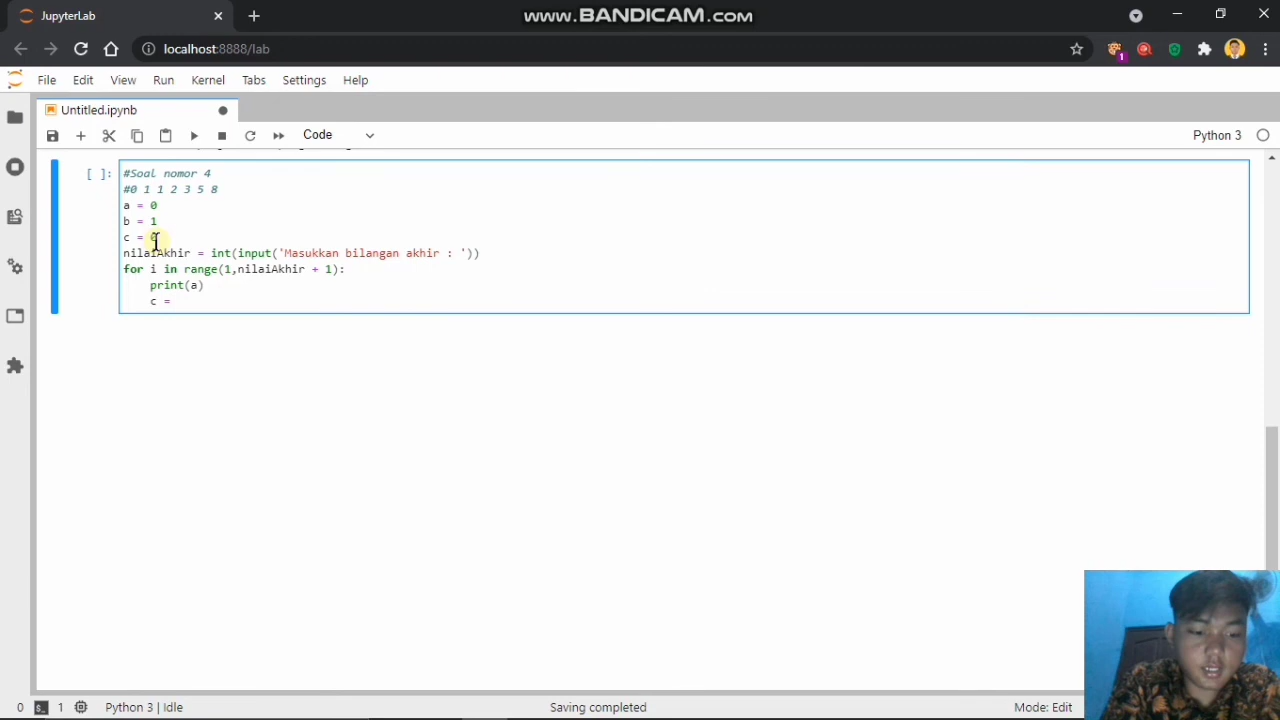 JupyterLab
www.BANDICAM.com
localhost:8888/lab
1
File Edit View Run Kernel Tabs Settings Help
Untitled.ipynb
Code
Python 3
[ ]:
#Soal nomor 4
#0 1 1 2 3 5 8
a = 0
b = 1
c = 0
nilaiAkhir = int(input('Masukkan bilangan akhir : '))
for i in range(1,nilaiAkhir + 1):
print(a)
c =
0 1 Python 3 | Idle Saving completed Mode: Edit